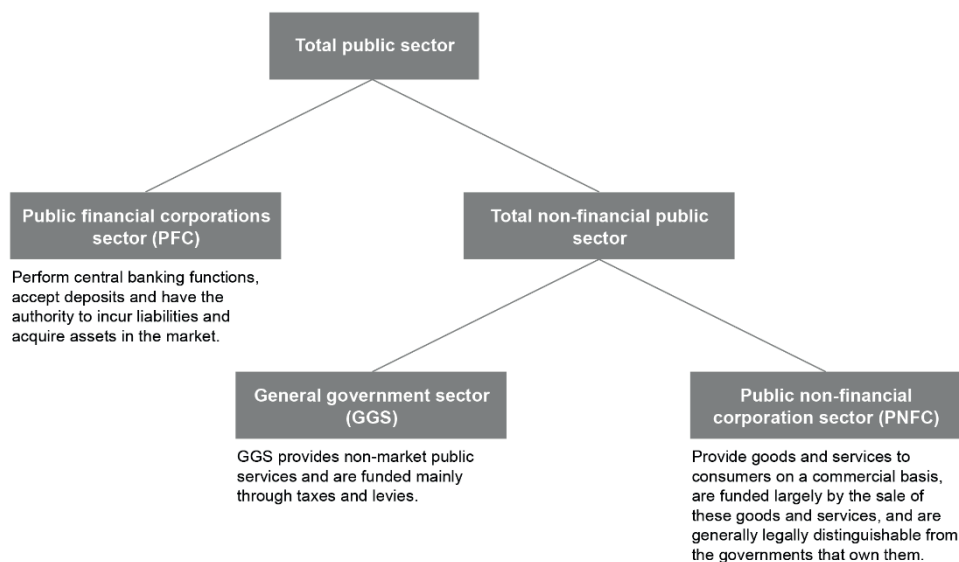 Total public sector
Public financial corporations
sector (PFC)
Perform central banking functions,
accept deposits and have the
authority to incur liabilities and
acquire assets in the market.
Total non-financial public
sector
General government sector
(GGS)
GGS provides non-market public
services and are funded mainly
through taxes and levies.
Public non-financial
corporation sector (PNFC)
Provide goods and services to
consumers on a commercial basis,
are funded largely by the sale of
these goods and services, and are
generally legally distinguishable from
the governments that own them.